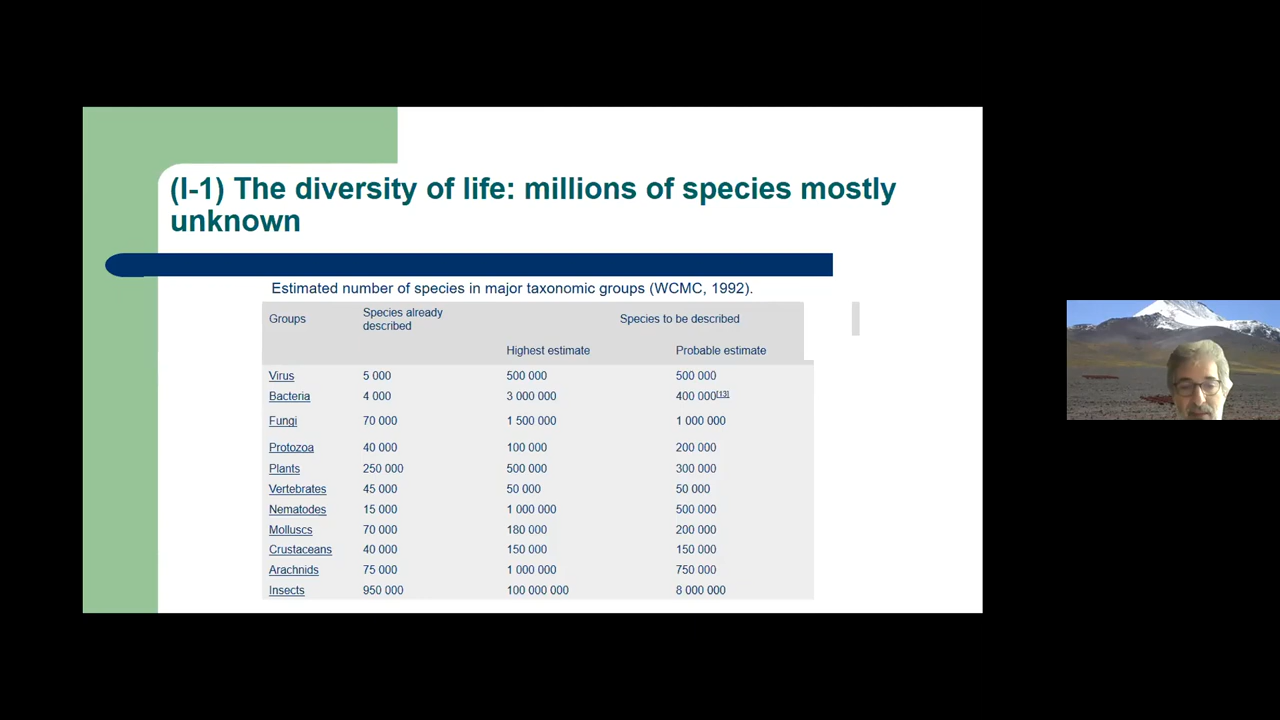 (I-1) The diversity of life: millions of species mostly
unknown
Estimated number of species in major taxonomic groups (WCMC, 1992).
Groups Species already described Species to be described
Highest estimate Probable estimate
Virus 5 000 500 000 500 000
Bacteria 4 000 3 000 000 400 000[13]
Fungi 70 000 1 500 000 1 000 000
Protozoa 40 000 100 000 200 000
Plants 250 000 500 000 300 000
Vertebrates 45 000 50 000 50 000
Nematodes 15 000 1 000 000 500 000
Molluscs 70 000 180 000 200 000
Crustaceans 40 000 150 000 150 000
Arachnids 75 000 1 000 000 750 000
Insects 950 000 100 000 000 8 000 000